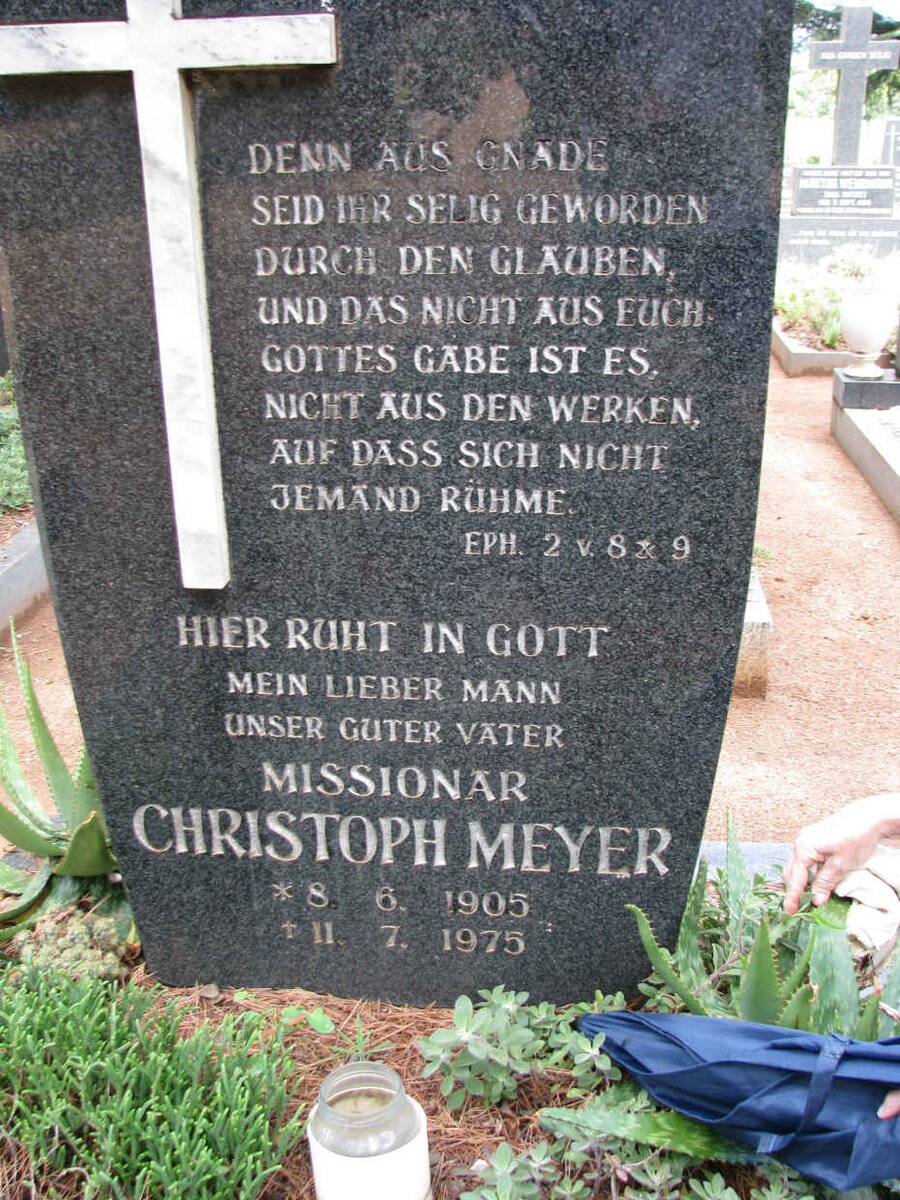 DENN AUS GNADE
SEID IHR SELIG GEWORDEN
DURCH DEN GLAUBEN,
UND DAS NICHT AUS EUCH.
GOTTES GABE IST ES.
NICHT AUS DEN WERKEN,
AUF DASS SICH NICHT
JEMAND RÜHME.
EPH. 2 v. 8 & 9
HIER RUHT IN GOTT
MEIN LIEBER MANN
UNSER GUTER VATER
MISSIONAR
CHRISTOPH MEYER
* 8. 6. 1905
† 11. 7. 1975